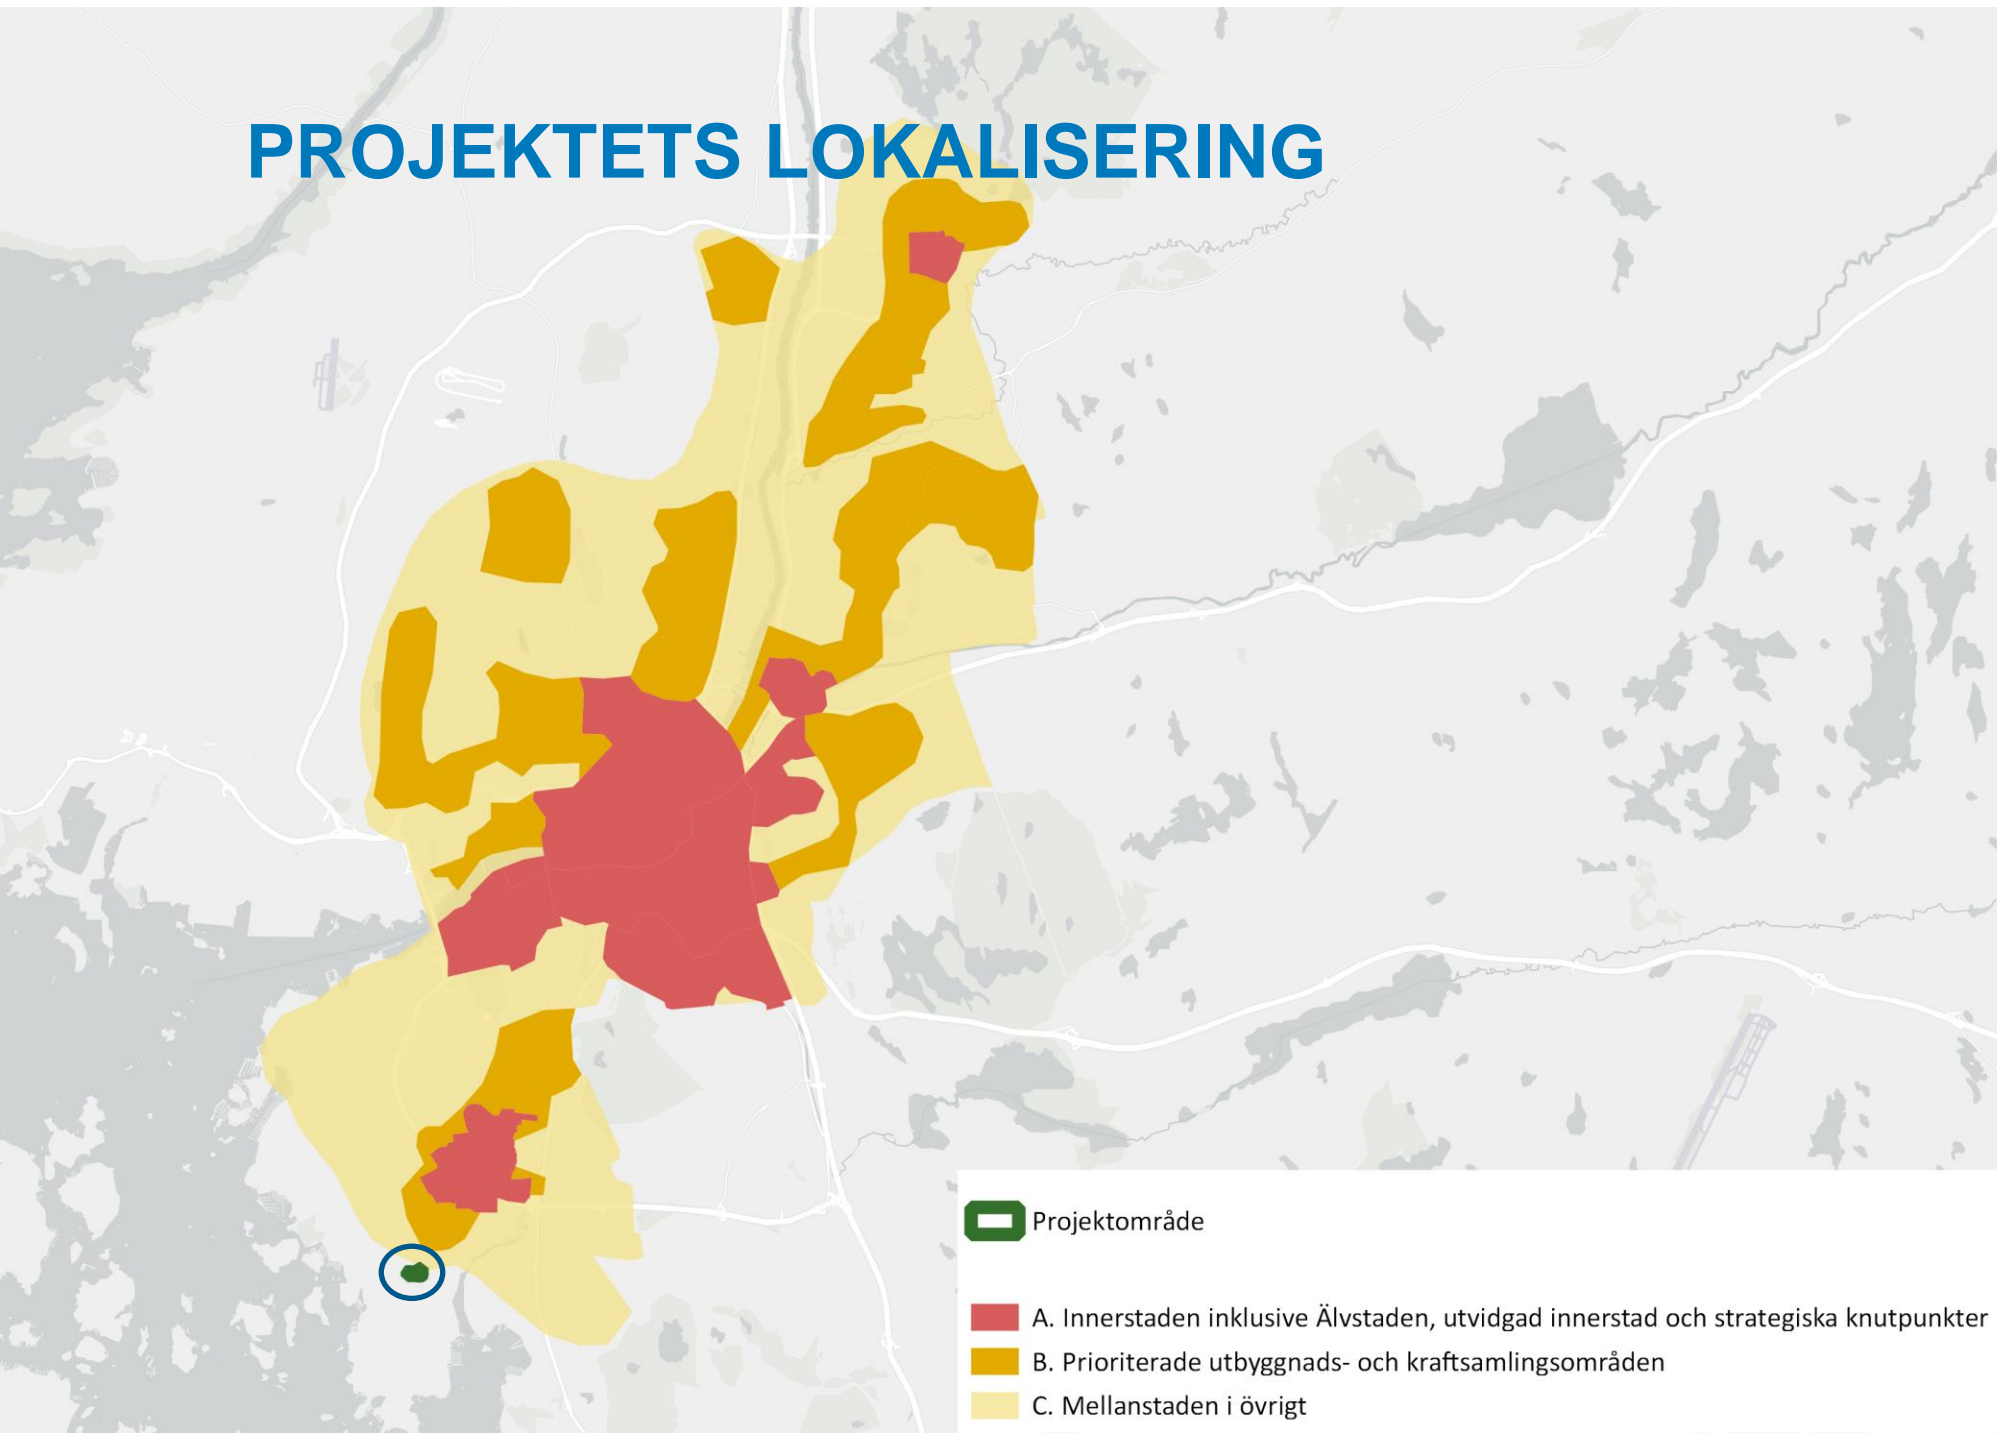 PROJEKTETS LOKALISERING
Projektområde
A. Innerstaden inklusive Älvstaden, utvidgad innerstad och strategiska knutpunkter
B. Prioriterade utbyggnads- och kraftsamlingsområden
C. Mellanstaden i övrigt